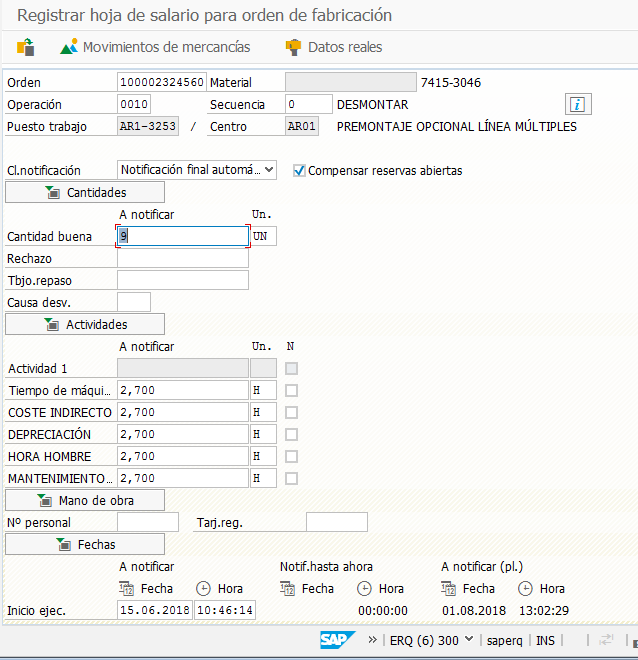 Registrar hoja de salario para orden de fabricación
Movimientos de mercancías Datos reales
Orden 100002324560 Material 7415-3046
Operación 0010 Secuencia 0 DESMONTAR
Puesto trabajo AR1-3253 / Centro AR01 PREMONTAJE OPCIONAL LÍNEA MÚLTIPLES
Cl.notificación Notificación final automá... Compensar reservas abiertas
Cantidades
A notificar Un.
Cantidad buena 9 UN
Rechazo
Tbjo.repaso
Causa desv.
Actividades
A notificar Un. N
Actividad 1
Tiempo de máqui... 2,700 H
COSTE INDIRECTO 2,700 H
DEPRECIACIÓN 2,700 H
HORA HOMBRE 2,700 H
MANTENIMIENTO... 2,700 H
Mano de obra
Nº personal Tarj.reg.
Fechas
A notificar Notif.hasta ahora A notificar (pl.)
Fecha Hora Fecha Hora Fecha Hora
Inicio ejec. 15.06.2018 10:46:14 00:00:00 01.08.2018 13:02:29
SAP » ERQ (6) 300 saperq INS